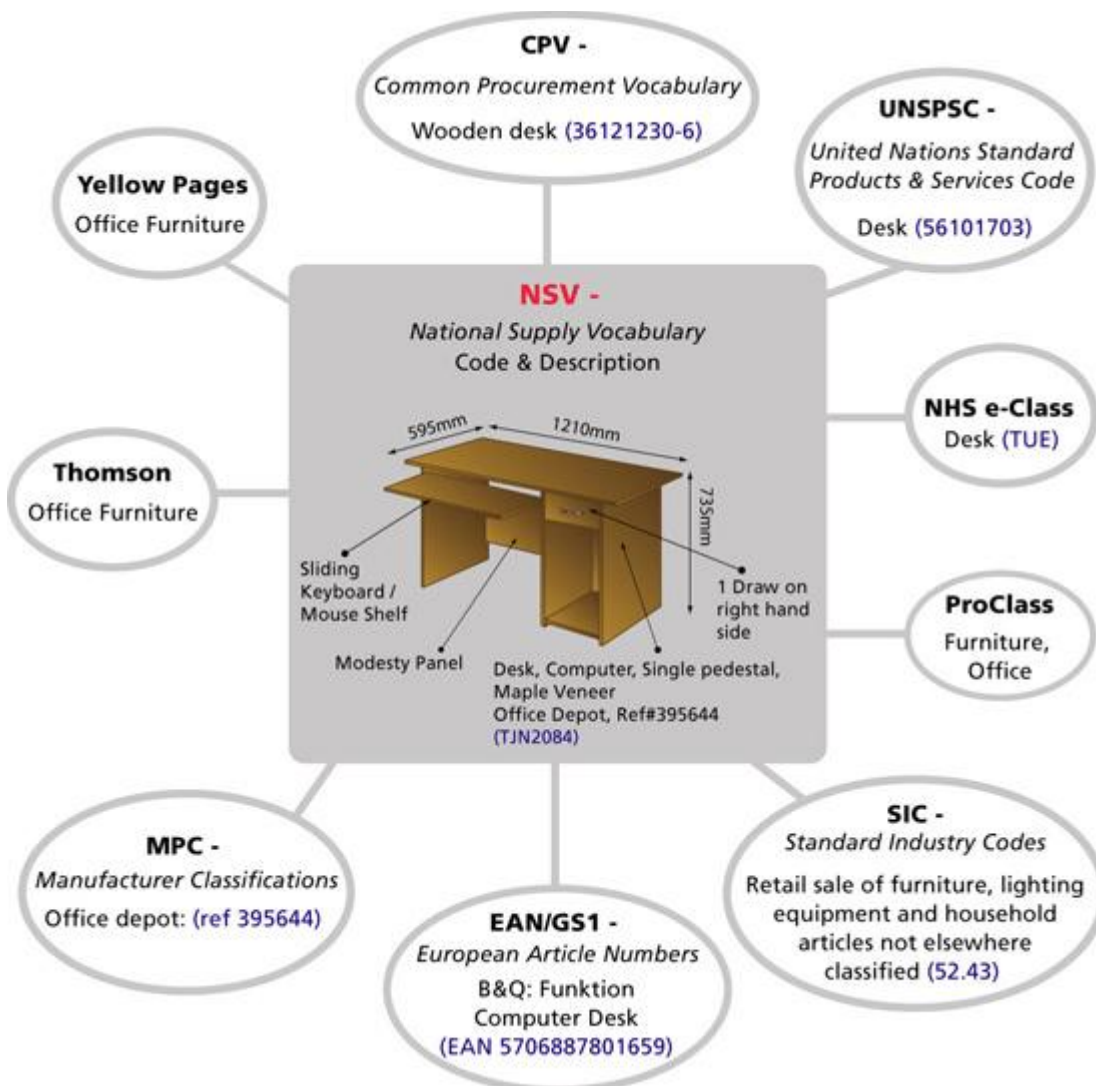 CPV -
Common Procurement Vocabulary
Wooden desk (36121230-6)
UNSPSC -
United Nations Standard
Products & Services Code
Desk (56101703)
Yellow Pages
Office Furniture
NSV -
National Supply Vocabulary
Code & Description
595mm
1210mm
735mm
Sliding
Keyboard /
Mouse Shelf
Modesty Panel
1 Draw on
right hand
side
Desk, Computer, Single pedestal,
Maple Veneer
Office Depot, Ref#395644
(TJN2084)
NHS e-Class
Desk (TUE)
Thomson
Office Furniture
ProClass
Furniture,
Office
MPC -
Manufacturer Classifications
Office depot: (ref 395644)
EAN/GS1 -
European Article Numbers
B&Q: Funktion
Computer Desk
(EAN 5706887801659)
SIC -
Standard Industry Codes
Retail sale of furniture, lighting
equipment and household
articles not elsewhere
classified (52.43)